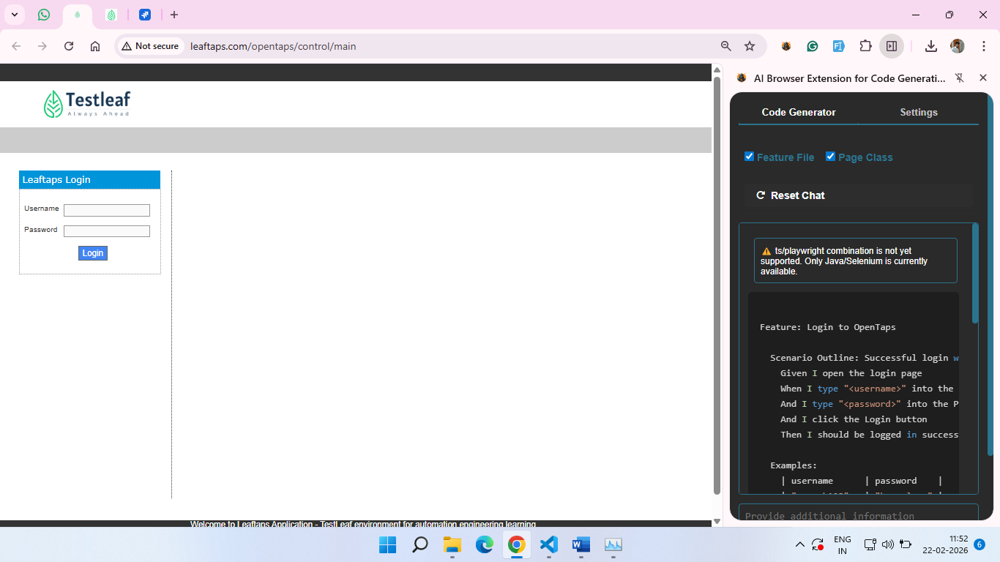 Not secure
leaftaps.com/opentaps/control/main
AI Browser Extension for Code Generati...
Testleaf
Always Ahead
Leaftaps Login
Username
Password
Login
Welcome to Leaftaps Application - TestLeaf environment for automation engineering learning
Code Generator
Settings
Feature File
Page Class
Reset Chat
⚠ ts/playwright combination is not yet
supported. Only Java/Selenium is currently
available.
Feature: Login to OpenTaps
Scenario Outline: Successful login w
Given I open the login page
When I type "<username>" into the
And I type "<password>" into the P
And I click the Login button
Then I should be logged in success
Examples:
| username | password |
Provide additional information
ENG
IN
11:52
22-02-2026
6